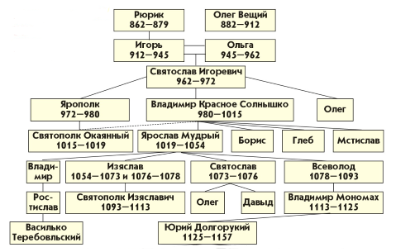 Рюрик
862—879
Олег Вещий
882—912
Игорь
912—945
Ольга
945—962
Святослав Игоревич
962—972
Ярополк
972—980
Владимир Красное Солнышко
980—1015
Олег
Святополк Окаянный
1015—1019
Ярослав Мудрый
1019—1054
Борис
Глеб
Мстислав
Влади-
мир
Изяслав
1054—1073 и 1076—1078
Святослав
1073—1076
Всеволод
1078—1093
Рос-
тислав
Святополк Изяславич
1093—1113
Олег
Давыд
Владимир Мономах
1113—1125
Василько
Теребовльский
Юрий Долгорукий
1125—1157